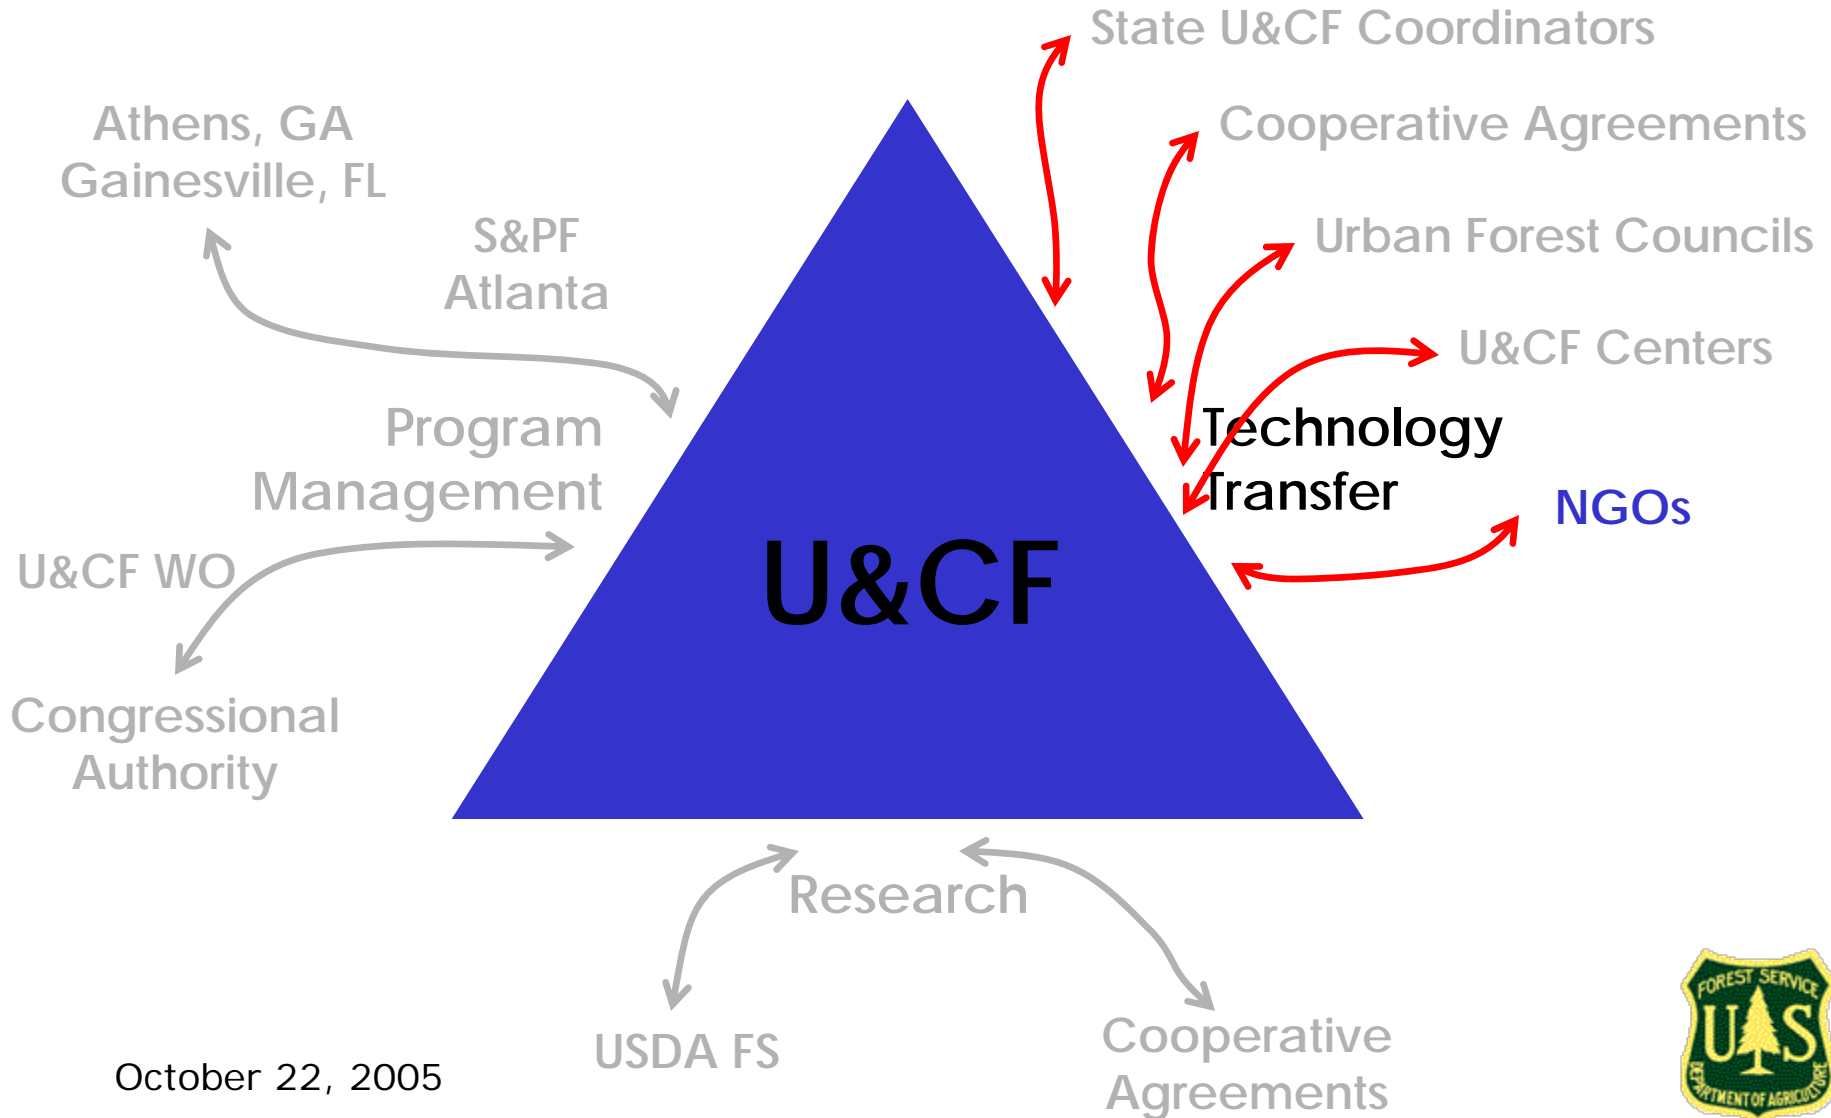 State U&CF Coordinators
Athens, GA
Gainesville, FL
Cooperative Agreements
S&PF
Atlanta
Urban Forest Councils
U&CF Centers
Program
Management
Technology
Transfer
NGOs
U&CF WO
U&CF
Congressional
Authority
Research
USDA FS
Cooperative
Agreements
October 22, 2005
FOREST SERVICE
U S
DEPARTMENT OF AGRICULTURE